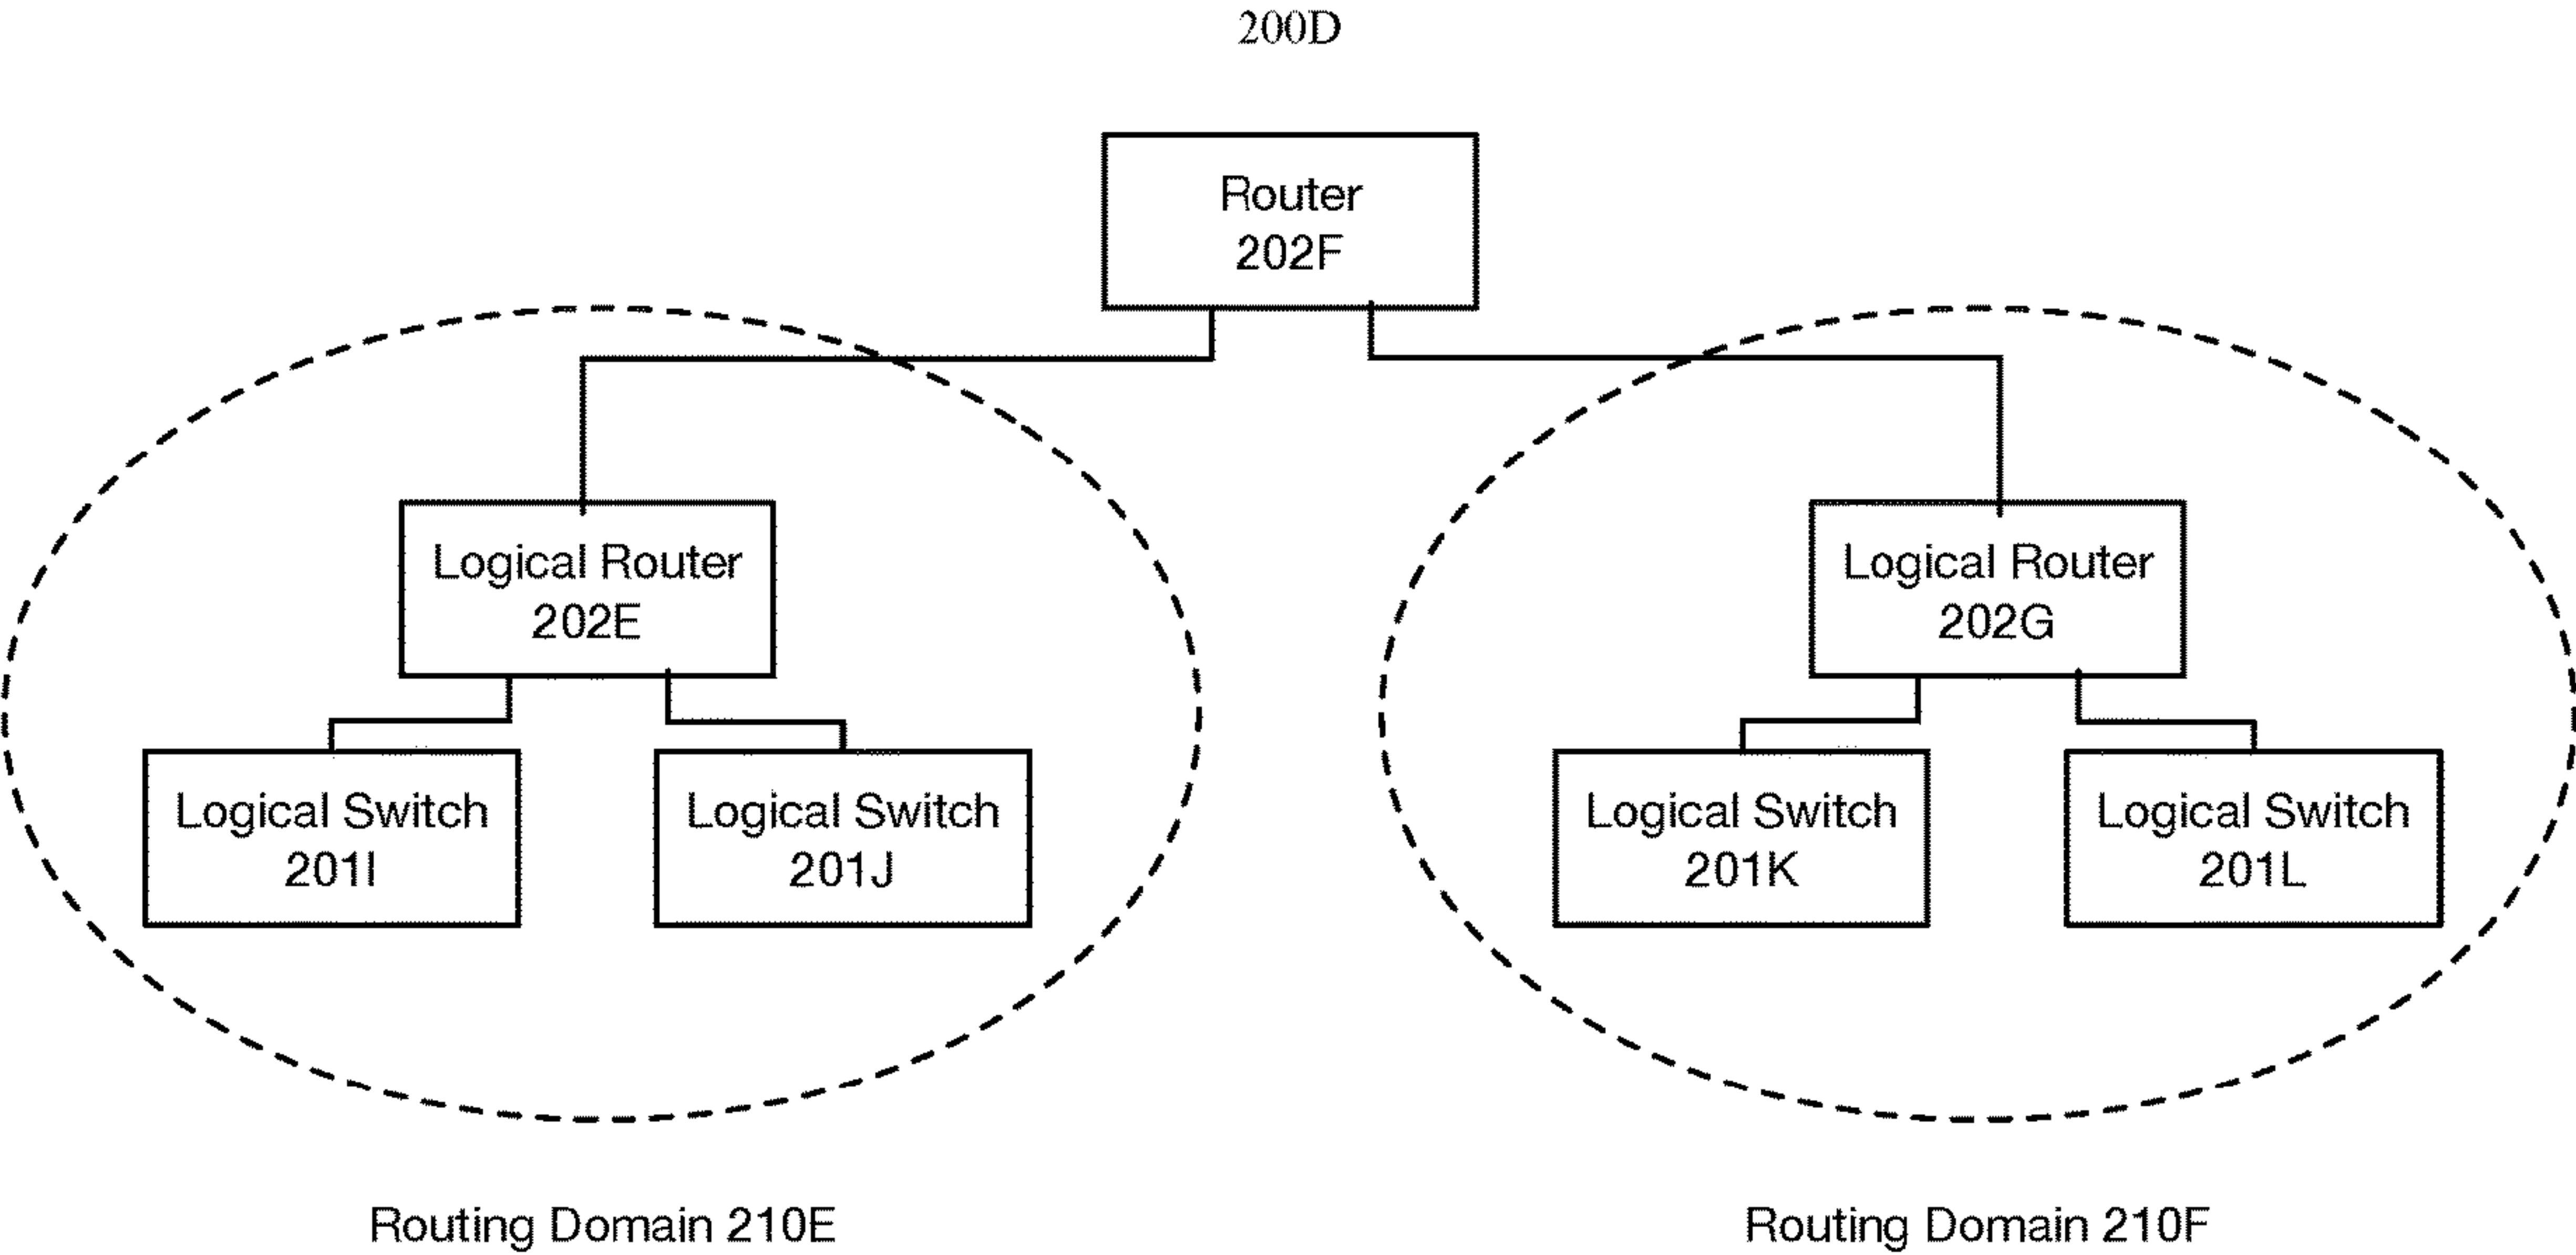 200D
Router
202F
Logical Router
202E
Logical Router
202G
Logical Switch
201I
Logical Switch
201J
Logical Switch
201K
Logical Switch
201L
Routing Domain 210E
Routing Domain 210F